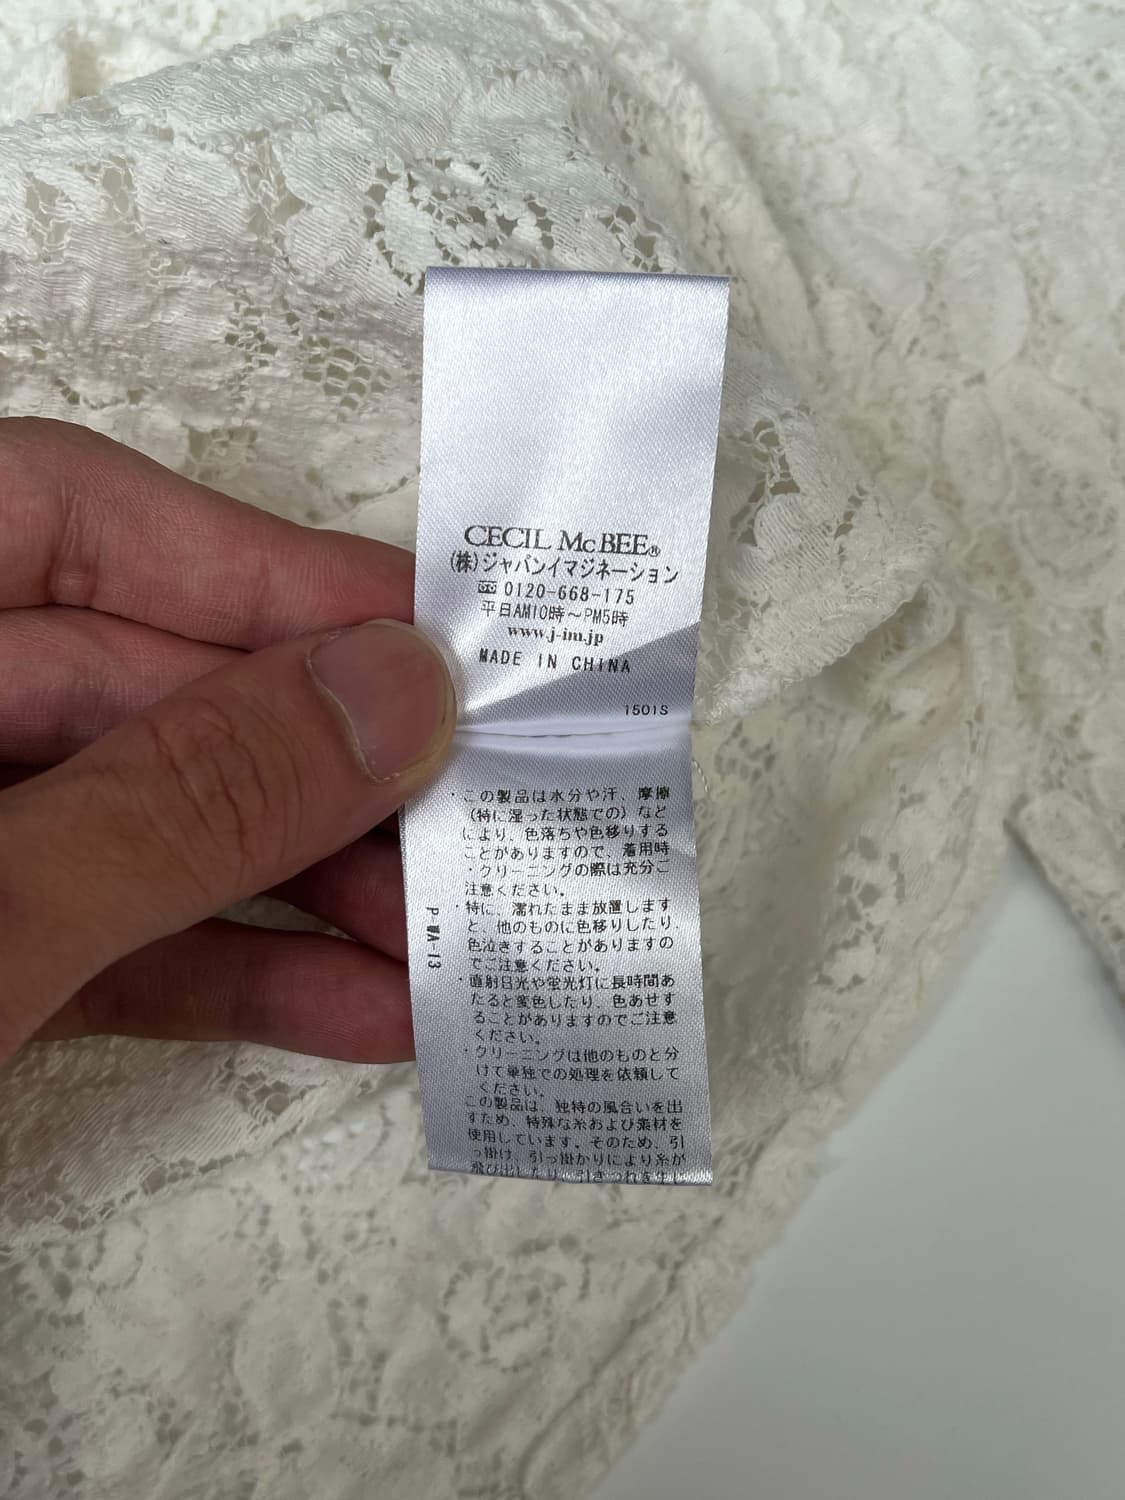 CECIL McBEE®
(株)ジャパンイマジネーション
0120-668-175
平日AM10時～PM5時
www.j-im.jp
MADE IN CHINA
1501S
・この製品は水分や汗、摩擦
(特に湿った状態での)など
により、色落ちや色移りする
ことがありますので、着用時
・クリーニングの際は充分ご
注意ください。
・特に、濡れたまま放置します
と、他のものに色移りしたり、
色泣きすることがありますの
でご注意ください。
・直射日光や蛍光灯に長時間あ
たると変色したり、色あせす
ることがありますのでご注意
ください。
・クリーニングは他のものと分
けて単独での処理を依頼して
ください。
この製品は、独特の風合いを出
すため、特殊な糸および素材を
使用しています。そのため、引
っ掛け、引っ掛かりにより糸が
飛び出したり、引きつれを生じ
PWA-13